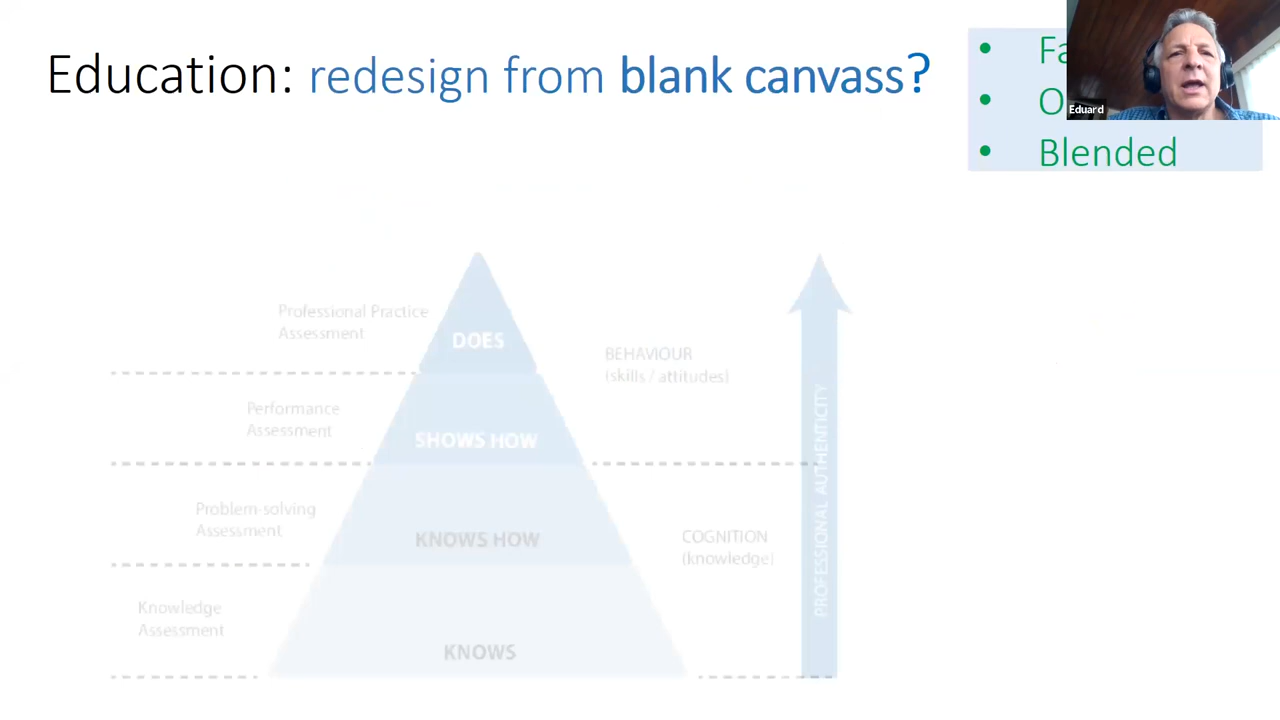 Education: redesign from blank canvass?
• Fa
• O
• Blended
Eduard
Professional Practice
Assessment
DOES
BEHAVIOUR
(skills / attitudes)
Performance
Assessment
SHOWS HOW
PROFESSIONAL AUTHENTICITY
Problem-solving
Assessment
KNOWS HOW
COGNITION
(knowledge)
Knowledge
Assessment
KNOWS